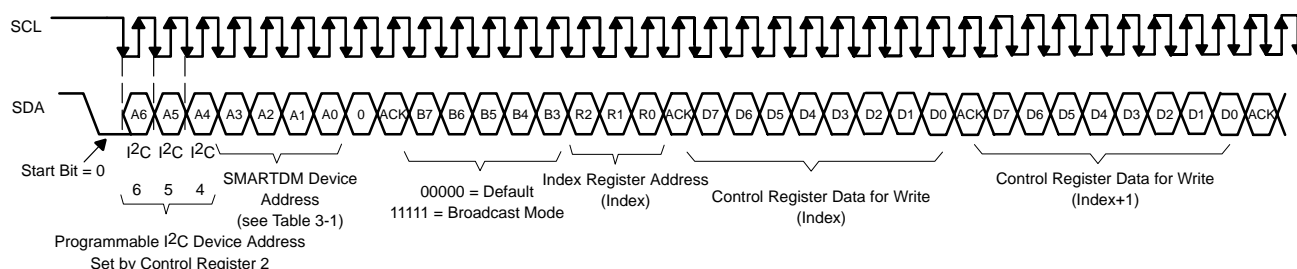 SCL
SDA
A6 A5 A4 A3 A2 A1 A0 0 ACK B7 B6 B5 B4 B3 R2 R1 R0 ACK D7 D6 D5 D4 D3 D2 D1 D0 ACK D7 D6 D5 D4 D3 D2 D1 D0 ACK
Start Bit = 0
I2C I2C I2C
6 5 4
Programmable I2C Device Address
Set by Control Register 2
SMARTDM Device
Address
(see Table 3-1)
00000 = Default
11111 = Broadcast Mode
Index Register Address
(Index)
Control Register Data for Write
(Index)
Control Register Data for Write
(Index+1)